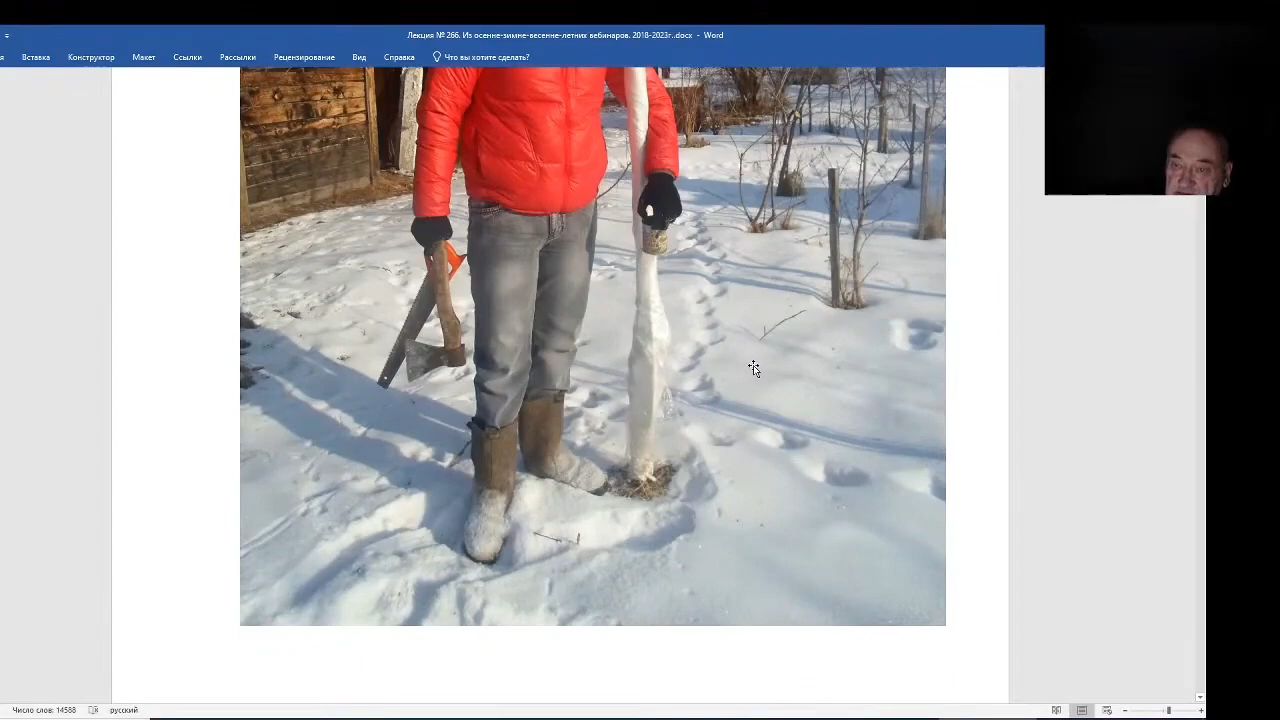 Лекция № 266. Из осенне-зимне-весенне-летних вебинаров. 2018-2023г..docx - Word
я Вставка Конструктор Макет Ссылки Рассылки Рецензирование Вид Справка Что вы хотите сделать?
Число слов: 14588 русский